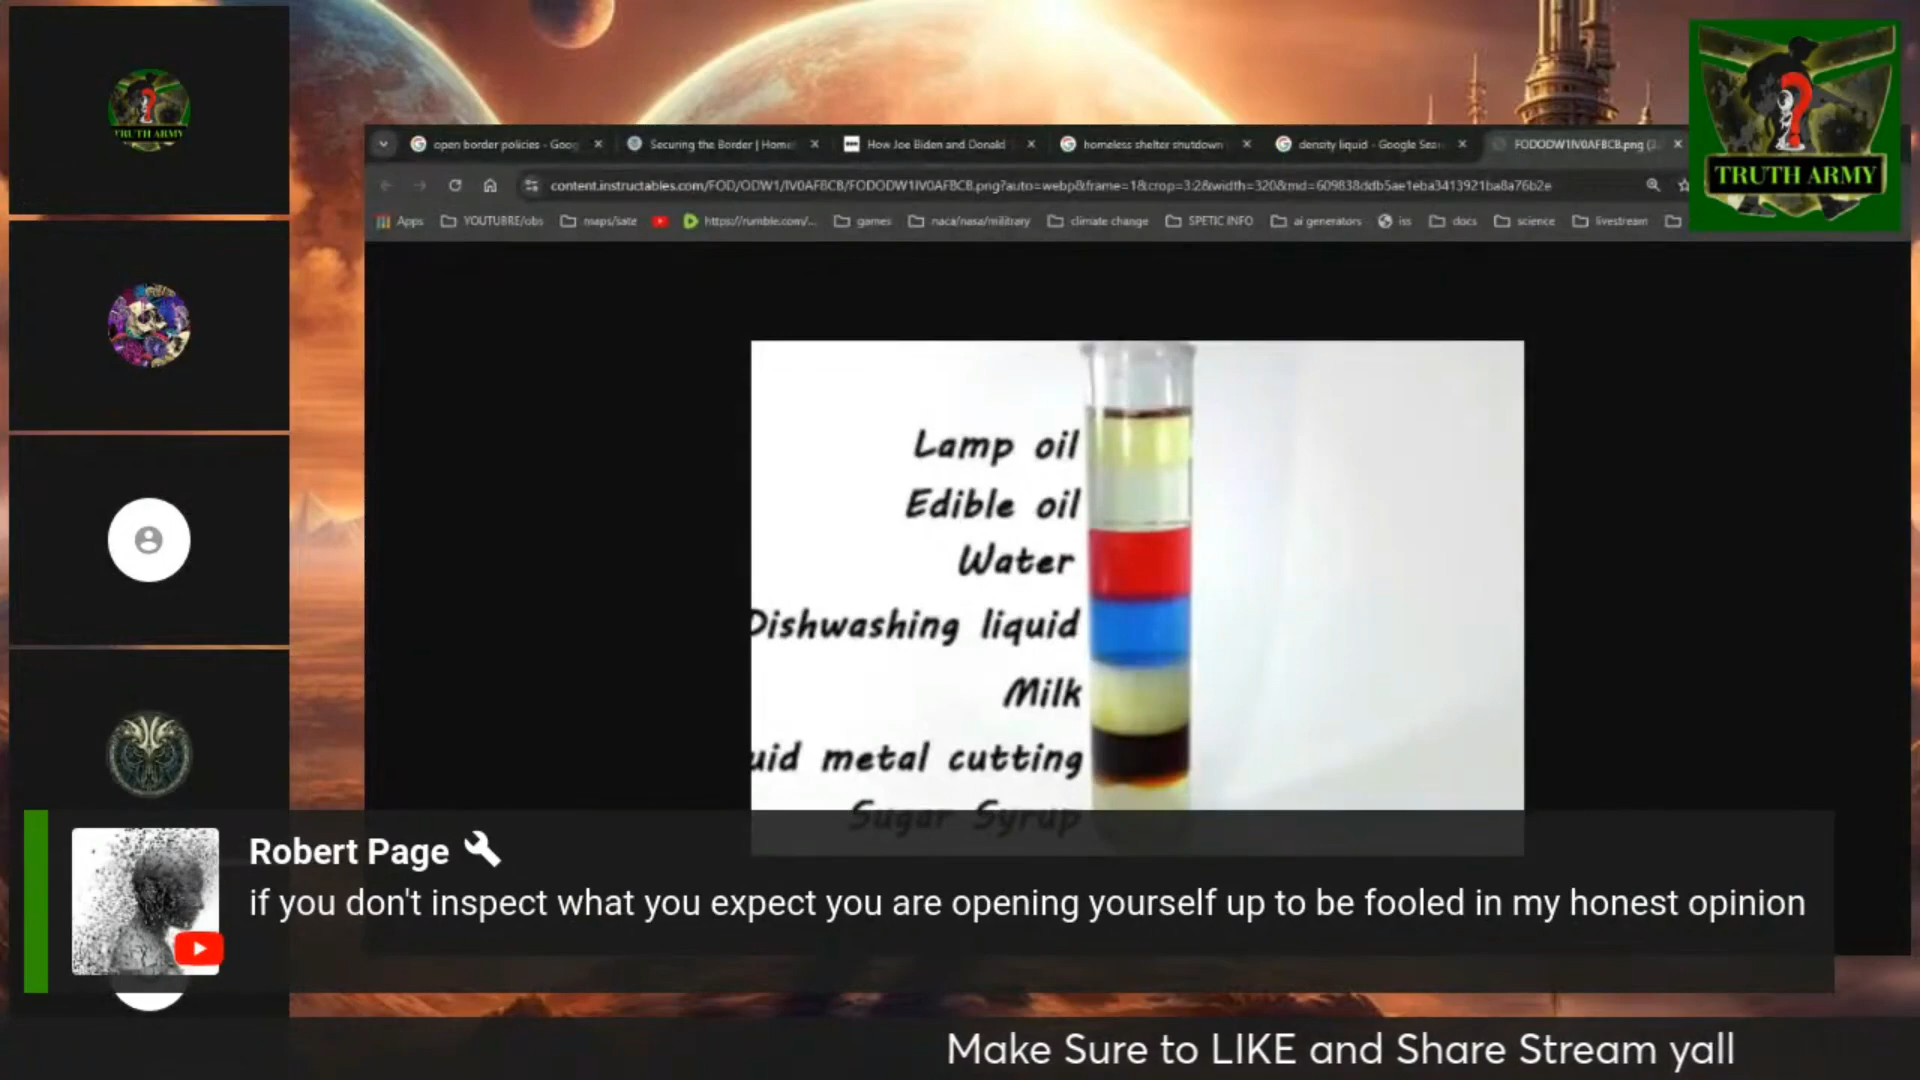 TRUTH ARMY
TRUTH ARMY
open border policies - Goog
Securing the Border | Home
How Joe Biden and Donald
homeless shelter shutdown
density liquid - Google Sea
content.instructables.com/FOD/ODW1/IV0AFBCB/FODODW1IV0AFBCB.png?auto=webp&frame=1&crop=3:2&width=320&md=609838ddb5ae1eba3413921ba8a76b2e
Apps
YOUTUBRE/obs
maps/sate
https://rumble.com/...
games
naca/nasa/militrary
climate change
SPETIC INFO
ai generators
iss
docs
science
livestream
Lamp oil
Edible oil
Water
Dishwashing liquid
Milk
uid metal cutting
Sugar Syrup
Robert Page
if you don't inspect what you expect you are opening yourself up to be fooled in my honest opinion
Make Sure to LIKE and Share Stream yall